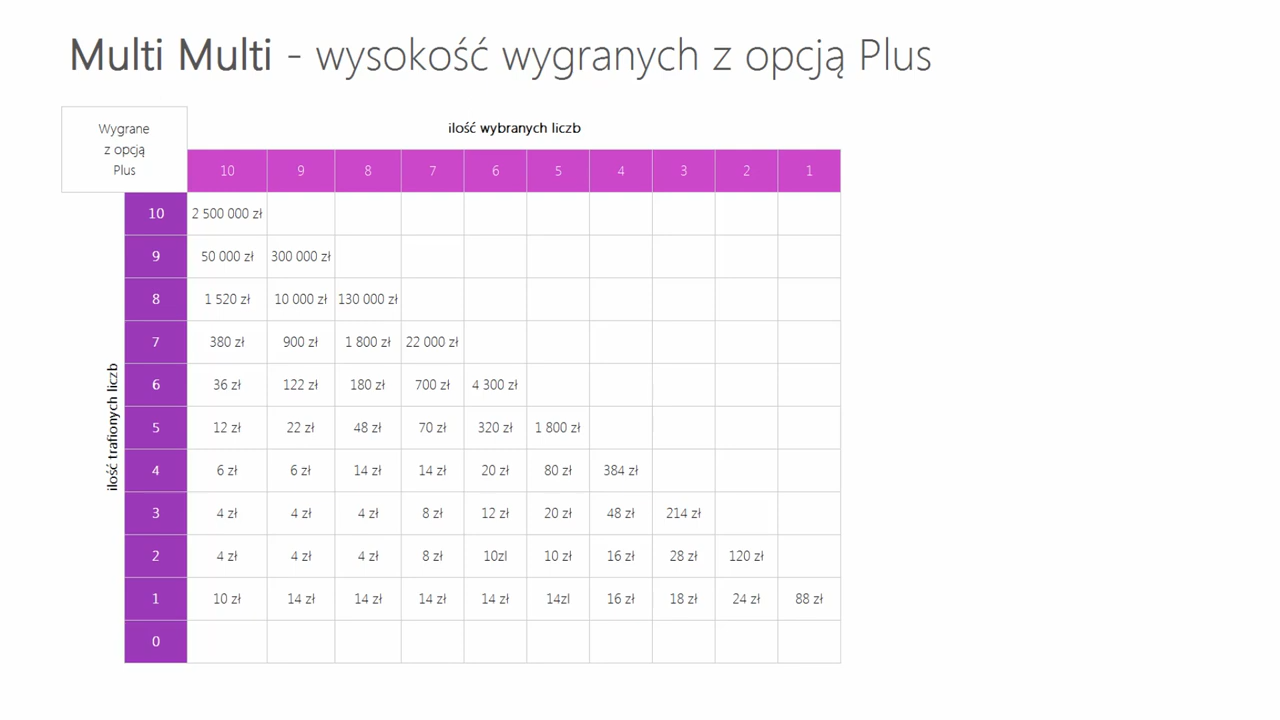 Multi Multi - wysokość wygranych z opcją Plus
Wygrane
z opcją
Plus
ilość wybranych liczb
10 9 8 7 6 5 4 3 2 1
ilość trafionych liczb
10 2 500 000 zł
9 50 000 zł 300 000 zł
8 1 520 zł 10 000 zł 130 000 zł
7 380 zł 900 zł 1 800 zł 22 000 zł
6 36 zł 122 zł 180 zł 700 zł 4 300 zł
5 12 zł 22 zł 48 zł 70 zł 320 zł 1 800 zł
4 6 zł 6 zł 14 zł 14 zł 20 zł 80 zł 384 zł
3 4 zł 4 zł 4 zł 8 zł 12 zł 20 zł 48 zł 214 zł
2 4 zł 4 zł 4 zł 8 zł 10zl 10 zł 16 zł 28 zł 120 zł
1 10 zł 14 zł 14 zł 14 zł 14 zł 14zl 16 zł 18 zł 24 zł 88 zł
0